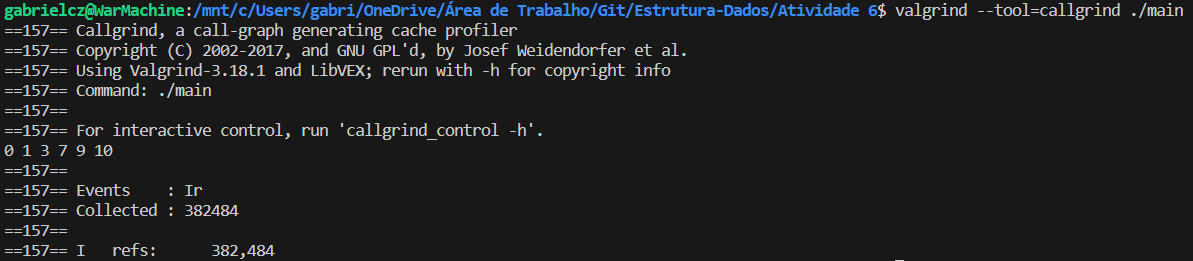 gabrielcz@WarMachine:/mnt/c/Users/gabri/OneDrive/Área de Trabalho/Git/Estrutura-Dados/Atividade 6$ valgrind --tool=callgrind ./main
==157== Callgrind, a call-graph generating cache profiler
==157== Copyright (C) 2002-2017, and GNU GPL'd, by Josef Weidendorfer et al.
==157== Using Valgrind-3.18.1 and LibVEX; rerun with -h for copyright info
==157== Command: ./main
==157==
==157== For interactive control, run 'callgrind_control -h'.
0 1 3 7 9 10
==157==
==157== Events    : Ir
==157== Collected : 382484
==157==
==157== I   refs:      382,484